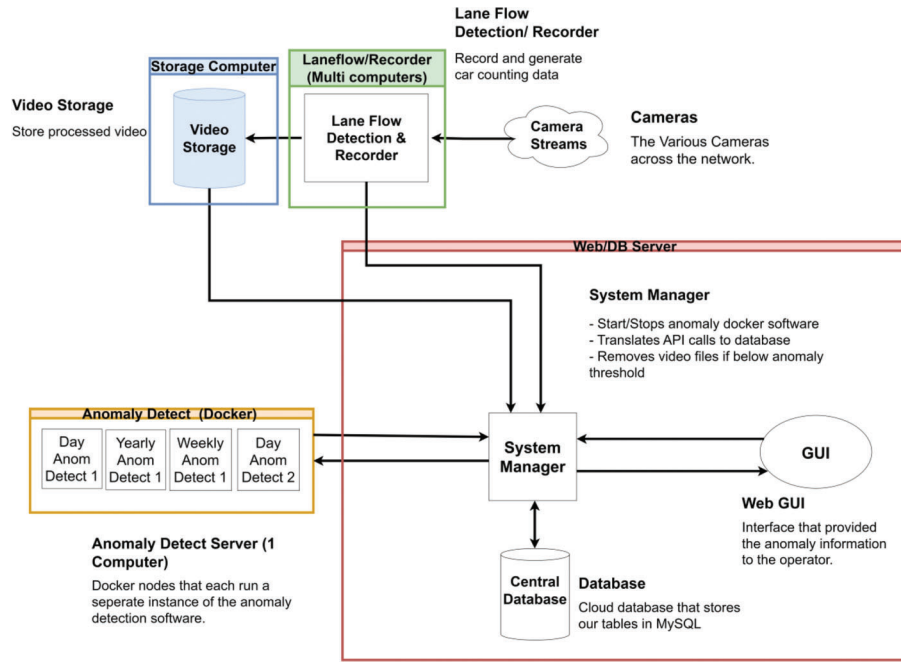 Lane Flow
Detection/ Recorder
Record and generate
car counting data
Storage Computer
Laneflow/Recorder
(Multi computers)
Video Storage
Store processed video
Video
Storage
Lane Flow
Detection &
Recorder
Camera
Streams
Cameras
The Various Cameras
across the network.
Web/DB Server
System Manager
- Start/Stops anomaly docker software
- Translates API calls to database
- Removes video files if below anomaly
threshold
Anomaly Detect (Docker)
Day
Anom
Detect 1
Yearly
Anom
Detect 1
Weekly
Anom
Detect 1
Day
Anom
Detect 2
System
Manager
GUI
Web GUI
Interface that provided
the anomaly information
to the operator.
Anomaly Detect Server (1
Computer)
Docker nodes that each run a
seperate instance of the anomaly
detection software.
Central
Database
Database
Cloud database that stores
our tables in MySQL